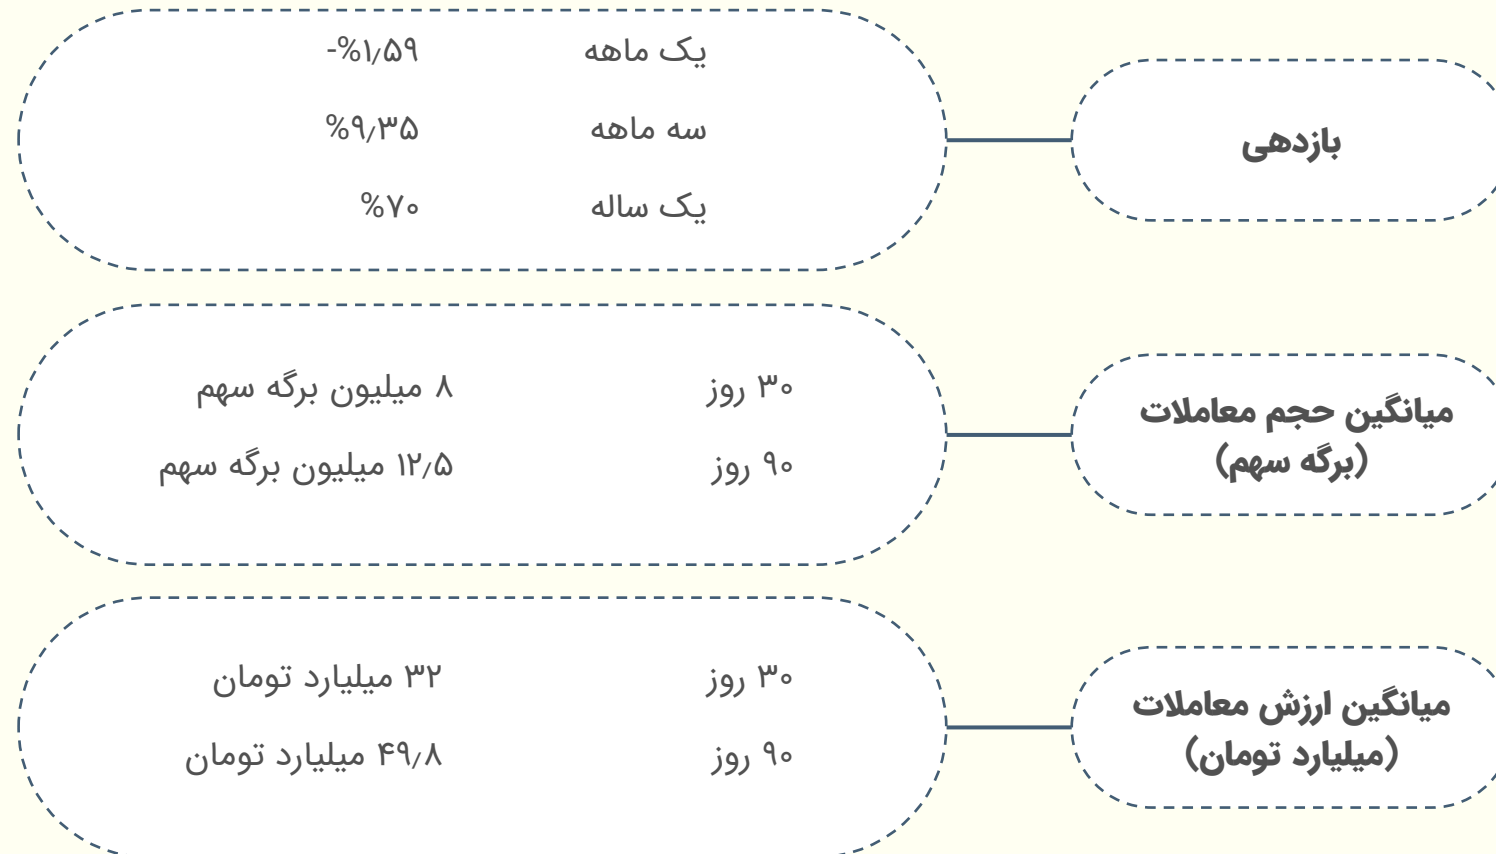 بازدهی
یک ماهه -%۱٫۵۹
سه ماهه %۹٫۳۵
یک ساله %۷۰
میانگین حجم معاملات
(برگه سهم)
۳۰ روز ۸ میلیون برگه سهم
۹۰ روز ۱۲٫۵ میلیون برگه سهم
میانگین ارزش معاملات
(میلیارد تومان)
۳۰ روز ۳۲ میلیارد تومان
۹۰ روز ۴۹٫۸ میلیارد تومان